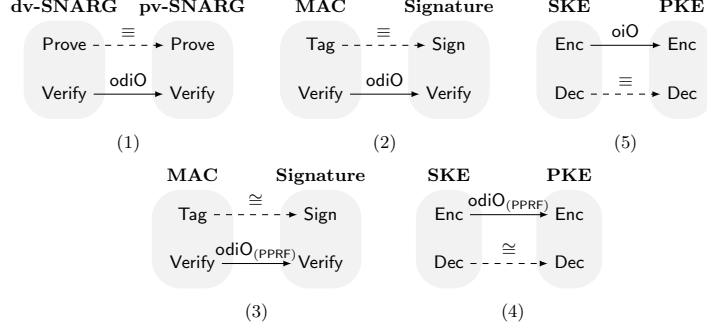 dv-SNARG pv-SNARG
Prove ≡ Prove
Verify odiO Verify
(1)
MAC Signature
Tag ≡ Sign
Verify odiO Verify
(2)
SKE PKE
Enc oiO Enc
Dec ≡ Dec
(5)
MAC Signature
Tag ≅ Sign
Verify odiO(PPRF) Verify
(3)
SKE PKE
Enc odiO(PPRF) Enc
Dec ≅ Dec
(4)